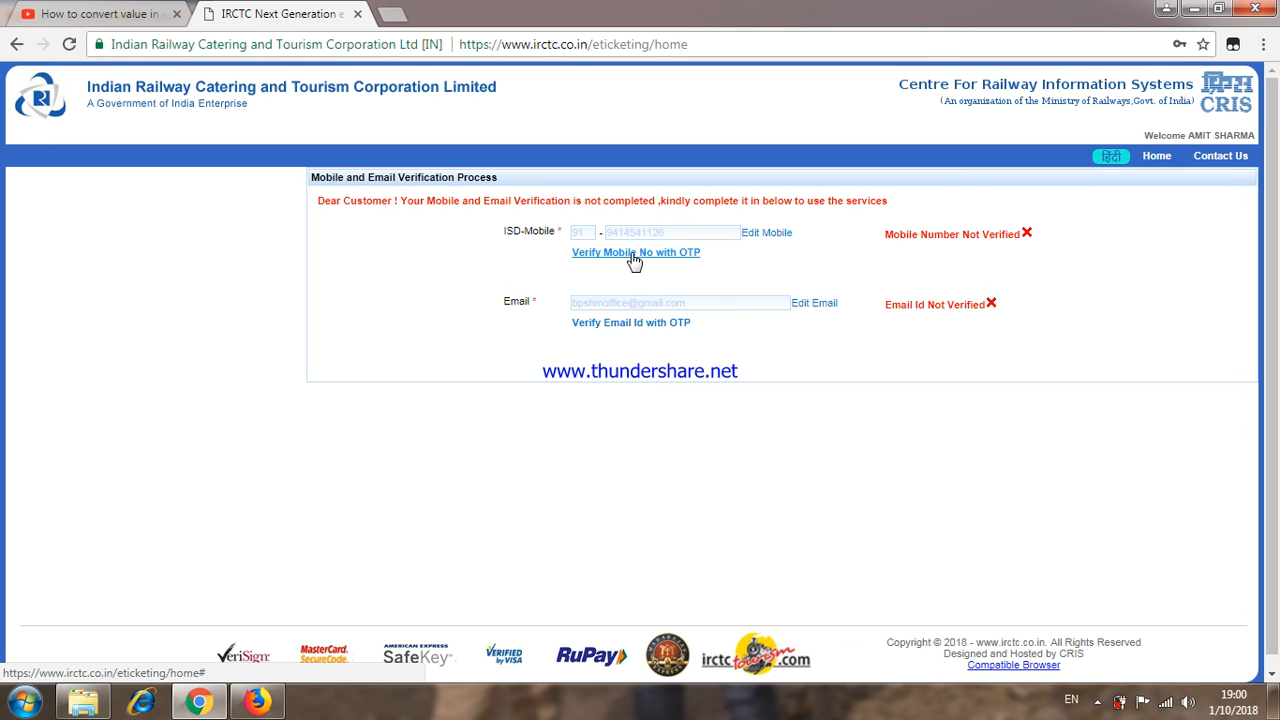 How to convert value in
IRCTC Next Generation e
Indian Railway Catering and Tourism Corporation Ltd [IN]
https://www.irctc.co.in/eticketing/home
Indian Railway Catering and Tourism Corporation Limited
A Government of India Enterprise
Centre For Railway Information Systems
(An organization of the Ministry of Railways,Govt. of India)
क्रिस
CRIS
Welcome AMIT SHARMA
हिंदी
Home
Contact Us
Mobile and Email Verification Process
Dear Customer ! Your Mobile and Email Verification is not completed ,kindly complete it in below to use the services
ISD-Mobile * 91 - 9414541126 Edit Mobile
Mobile Number Not Verified
Verify Mobile No with OTP
Email * bpshmoffice@gmail.com Edit Email
Email Id Not Verified
Verify Email Id with OTP
www.thundershare.net
VeriSign
MasterCard.
SecureCode.
AMERICAN EXPRESS
SafeKey
VERIFIED
by VISA
RuPay
irctc tourism.com
Copyright © 2018 - www.irctc.co.in. All Rights Reserved
Designed and Hosted by CRIS
Compatible Browser
https://www.irctc.co.in/eticketing/home#
EN
19:00
1/10/2018